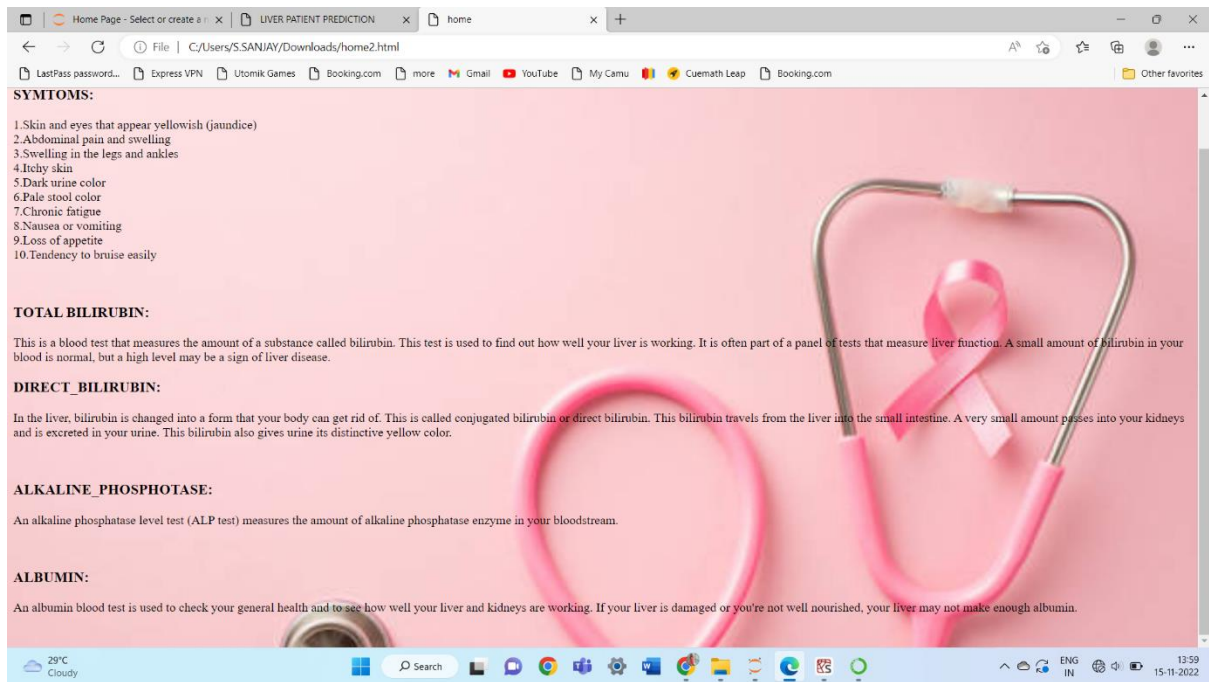 Home Page - Select or create a n
LIVER PATIENT PREDICTION
home
File | C:/Users/S.SANJAY/Downloads/home2.html
LastPass password... Express VPN Utomik Games Booking.com more Gmail YouTube My Camu Cuemath Leap Booking.com Other favorites
SYMTOMS:
1.Skin and eyes that appear yellowish (jaundice)
2.Abdominal pain and swelling
3.Swelling in the legs and ankles
4.Itchy skin
5.Dark urine color
6.Pale stool color
7.Chronic fatigue
8.Nausea or vomiting
9.Loss of appetite
10.Tendency to bruise easily
TOTAL BILIRUBIN:
This is a blood test that measures the amount of a substance called bilirubin. This test is used to find out how well your liver is working. It is often part of a panel of tests that measure liver function. A small amount of bilirubin in your
blood is normal, but a high level may be a sign of liver disease.
DIRECT_BILIRUBIN:
In the liver, bilirubin is changed into a form that your body can get rid of. This is called conjugated bilirubin or direct bilirubin. This bilirubin travels from the liver into the small intestine. A very small amount passes into your kidneys
and is excreted in your urine. This bilirubin also gives urine its distinctive yellow color.
ALKALINE_PHOSPHOTASE:
An alkaline phosphatase level test (ALP test) measures the amount of alkaline phosphatase enzyme in your bloodstream.
ALBUMIN:
An albumin blood test is used to check your general health and to see how well your liver and kidneys are working. If your liver is damaged or you're not well nourished, your liver may not make enough albumin.
29°C
Cloudy
Search
ENG
IN
13:59
15-11-2022